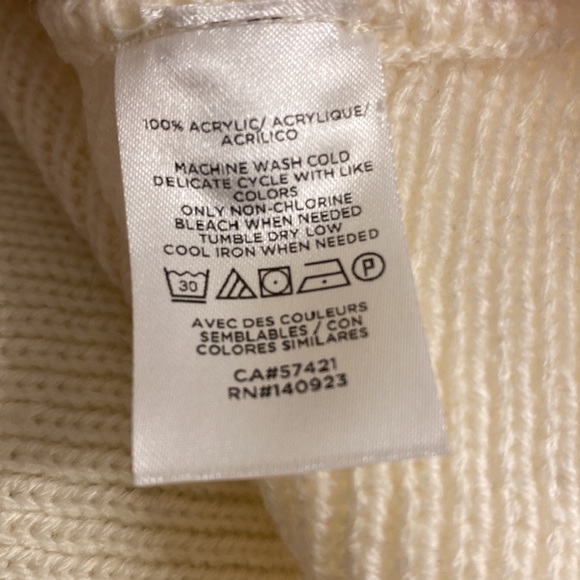 100% ACRYLIC/ ACRYLIQUE/
ACRÍLICO
MACHINE WASH COLD
DELICATE CYCLE WITH LIKE
COLORS
ONLY NON-CHLORINE
BLEACH WHEN NEEDED
TUMBLE DRY LOW
COOL IRON WHEN NEEDED
30 P
AVEC DES COULEURS
SEMBLABLES / CON
COLORES SIMILARES
CA#57421
RN#140923